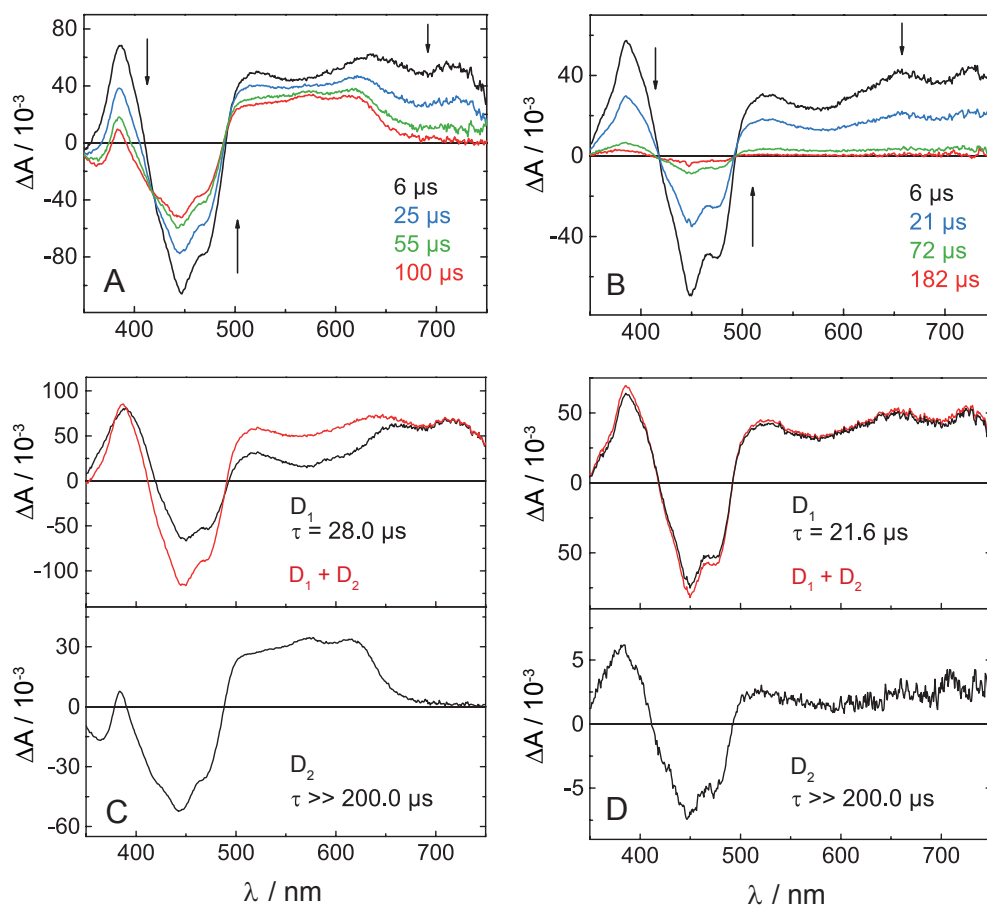 80
40
0
-40
-80
ΔA / 10⁻³
6 µs
25 µs
55 µs
100 µs
A
400
500
600
700
40
0
-40
ΔA / 10⁻³
6 µs
21 µs
72 µs
182 µs
B
400
500
600
700
100
50
0
-50
-100
ΔA / 10⁻³
D₁
τ = 28.0 µs
D₁ + D₂
30
0
-30
-60
ΔA / 10⁻³
D₂
τ >> 200.0 µs
C
400
500
600
700
λ / nm
50
0
50
ΔA / 10⁻³
D₁
τ = 21.6 µs
D₁ + D₂
5
0
-5
ΔA / 10⁻³
D₂
τ >> 200.0 µs
D
400
500
600
700
λ / nm